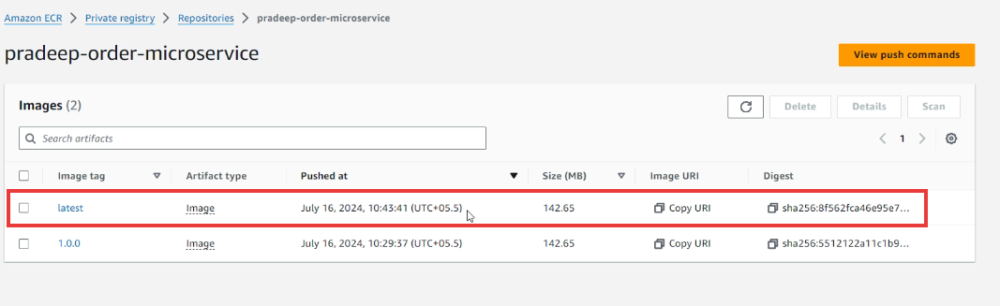 Amazon ECR > Private registry > Repositories > pradeep-order-microservice
pradeep-order-microservice
View push commands
Images (2)
Delete Details Scan
Search artifacts
1
Image tag Artifact type Pushed at Size (MB) Image URI Digest
latest Image July 16, 2024, 10:43:41 (UTC+05.5) 142.65 Copy URI sha256:8f562fca46e95e7...
1.0.0 Image July 16, 2024, 10:29:37 (UTC+05.5) 142.65 Copy URI sha256:5512122a11c1b9...